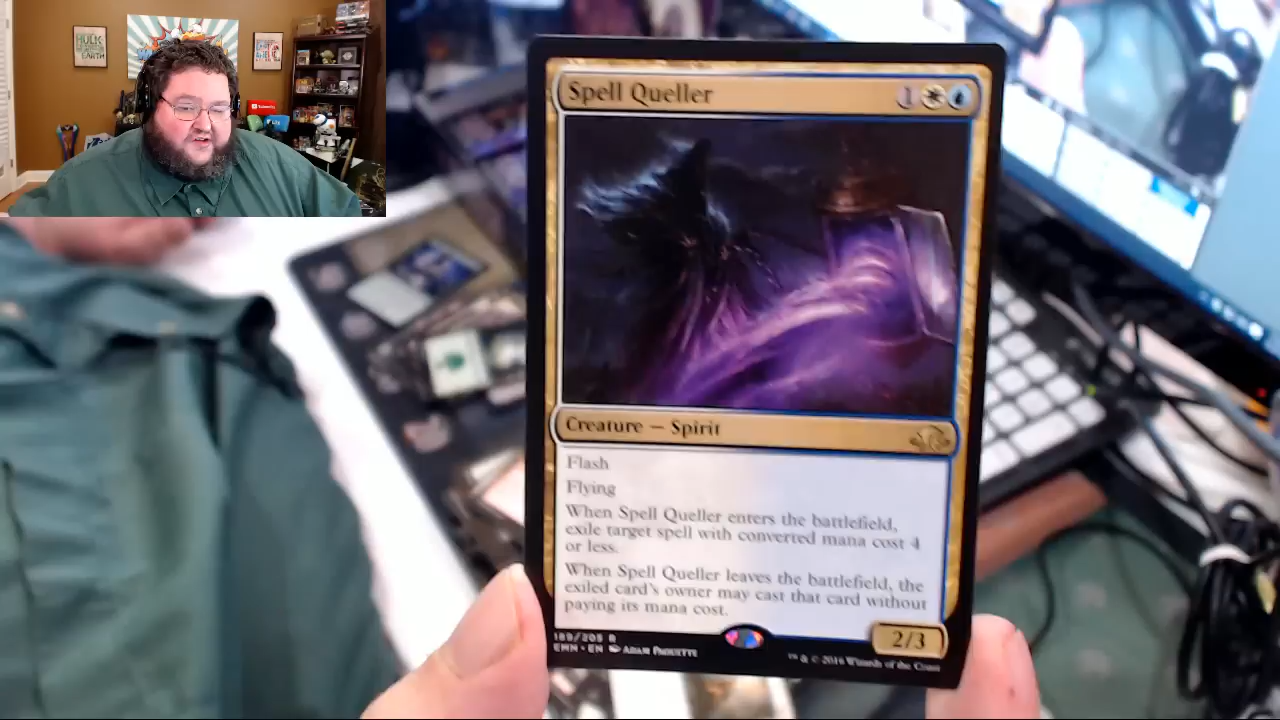 HULK
EARTH
Spell Queller 1
Creature — Spirit
Flash
Flying
When Spell Queller enters the battlefield,
exile target spell with converted mana cost 4
or less.
When Spell Queller leaves the battlefield, the
exiled card's owner may cast that card without
paying its mana cost.
2/3
189/205 R
EMN • EN Adam Paquette
™ & © 2016 Wizards of the Coast